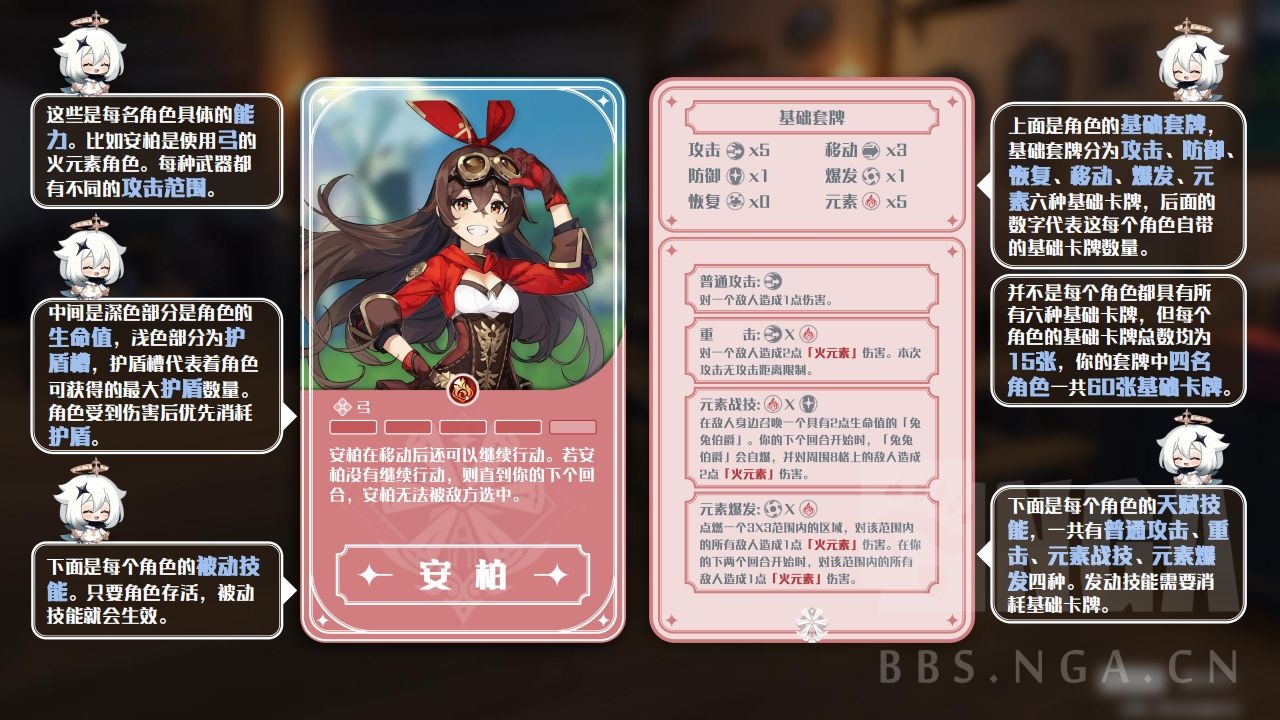 这些是每名角色具体的能
力。比如安柏是使用弓的
火元素角色。每种武器都
有不同的攻击范围。
中间是深色部分是角色的
生命值，浅色部分为护
盾槽，护盾槽代表着角色
可获得的最大护盾数量。
角色受到伤害后优先消耗
护盾。
下面是每个角色的被动技
能。只要角色存活，被动
技能就会生效。
弓
安柏在移动后还可以继续行动。若安
柏没有继续行动，则直到你的下个回
合，安柏无法被敌方选中。
安柏
基础套牌
攻击 x5 移动 x3
防御 x1 爆发 x1
恢复 x0 元素 x5
普通攻击:
对一个敌人造成1点伤害。
重 击: X
对一个敌人造成2点「火元素」伤害。本次
攻击无攻击距离限制。
元素战技: X
在敌人身边召唤一个具有2点生命值的「兔
兔伯爵」。你的下个回合开始时，「兔兔
伯爵」会自爆，并对周围8格上的敌人造成
2点「火元素」伤害。
元素爆发: X
点燃一个3X3范围内的区域，对该范围内
的所有敌人造成1点「火元素」伤害。在你
的下两个回合开始时，对该范围内的所有
敌人造成1点「火元素」伤害。
上面是角色的基础套牌，
基础套牌分为攻击、防御、
恢复、移动、爆发、元
素六种基础卡牌，后面的
数字代表这每个角色自带
的基础卡牌数量。
并不是每个角色都具有所
有六种基础卡牌，但每个
角色的基础卡牌总数均为
15张，你的套牌中四名
角色一共60张基础卡牌。
下面是每个角色的天赋技
能，一共有普通攻击、重
击、元素战技、元素爆
发四种。发动技能需要消
耗基础卡牌。
NGA
BBS.NGA.CN